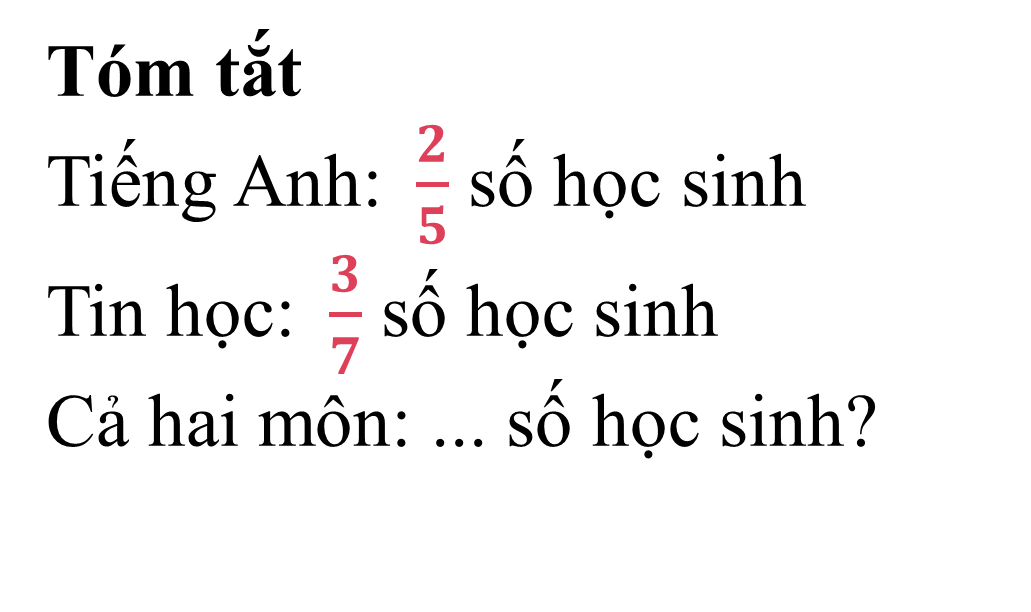 Tóm tắt
Tiếng Anh: 2/5 số học sinh
Tin học: 3/7 số học sinh
Cả hai môn: ... số học sinh?